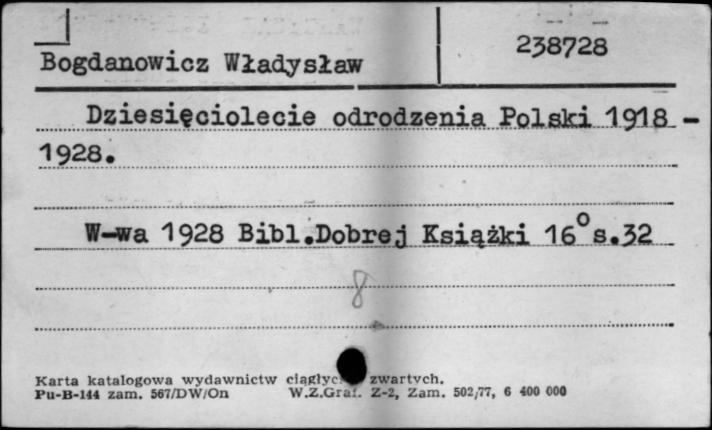 Bogdanowicz Władysław
238728
Dziesięciolecie odrodzenia Polski 1918 -
1928.
W-wa 1928 Bibl.Dobrej Książki 16° s.32
8
Karta katalogowa wydawnictw zwartych.
Pu-B-144 zam. 567/DW/On W.Z.Graf. Z-2, Zam. 502/77, 6 400 000